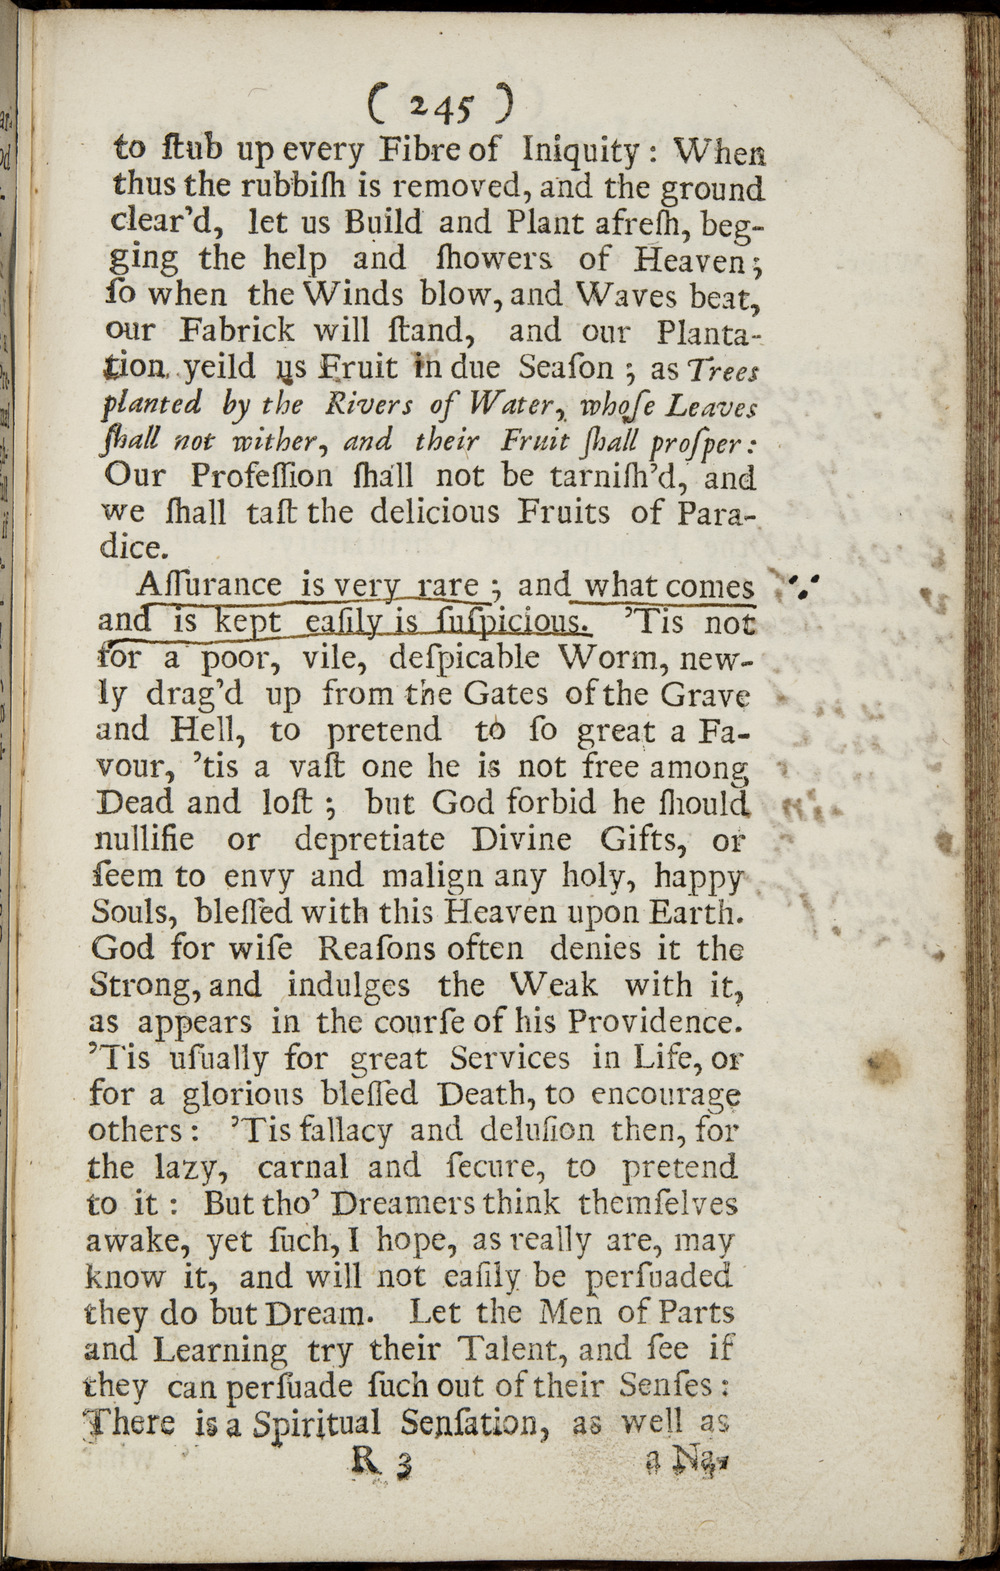 ( 245 )
to ſtub up every Fibre of Iniquity : When
thus the rubbiſh is removed, and the ground
clear'd, let us Build and Plant afreſh, beg-
ging the help and ſhowers of Heaven;
ſo when the Winds blow, and Waves beat,
our Fabrick will ſtand, and our Planta-
tion yeild us Fruit in due Seaſon ; as Trees
planted by the Rivers of Water, whoſe Leaves
ſhall not wither, and their Fruit ſhall proſper :
Our Profeſſion ſhall not be tarniſh'd, and
we ſhall taſt the delicious Fruits of Para-
dice.
Aſſurance is very rare ; and what comes
and is kept eaſily is ſuſpicious. 'Tis not
for a poor, vile, deſpicable Worm, new-
ly drag'd up from the Gates of the Grave
and Hell, to pretend to ſo great a Fa-
vour, 'tis a vaſt one he is not free among
Dead and loſt ; but God forbid he ſhould
nullifie or depretiate Divine Gifts, or
ſeem to envy and malign any holy, happy
Souls, bleſſed with this Heaven upon Earth.
God for wiſe Reaſons often denies it the
Strong, and indulges the Weak with it,
as appears in the courſe of his Providence.
'Tis uſually for great Services in Life, or
for a glorious bleſſed Death, to encourage
others : 'Tis fallacy and deluſion then, for
the lazy, carnal and ſecure, to pretend
to it : But tho' Dreamers think themſelves
awake, yet ſuch, I hope, as really are, may
know it, and will not eaſily be perſuaded
they do but Dream. Let the Men of Parts
and Learning try their Talent, and ſee if
they can perſuade ſuch out of their Senſes :
There is a Spiritual Senſation, as well as
R 3 a Na-